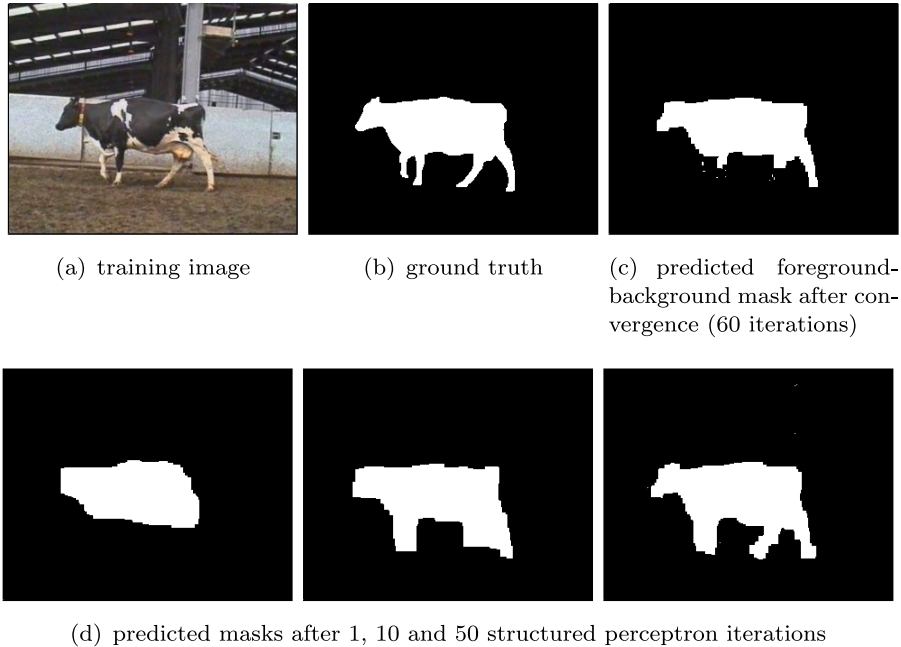 (a) training image
(b) ground truth
(c) predicted foreground-
background mask after con-
vergence (60 iterations)
(d) predicted masks after 1, 10 and 50 structured perceptron iterations